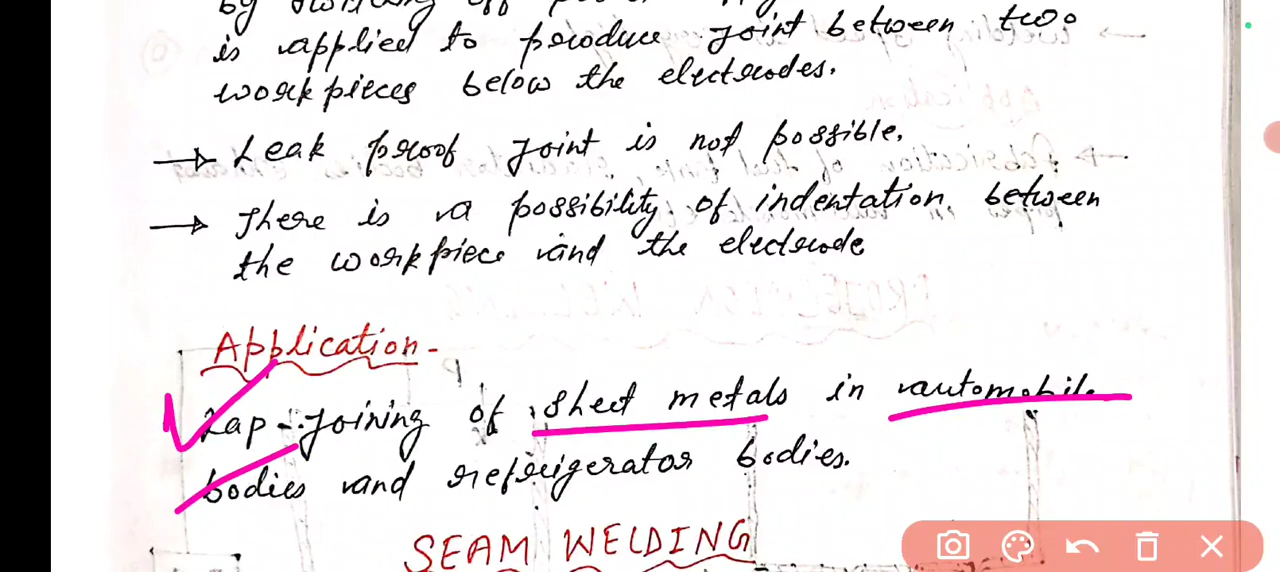 is applied to produce joint between two
workpieces below the electrodes.
→ Leak proof joint is not possible.
→ There is a possibility of indentation between
the workpiece and the electrode
Application -
Lap - joining of sheet metals in automobile
bodies and refrigerator bodies.
SEAM WELDING